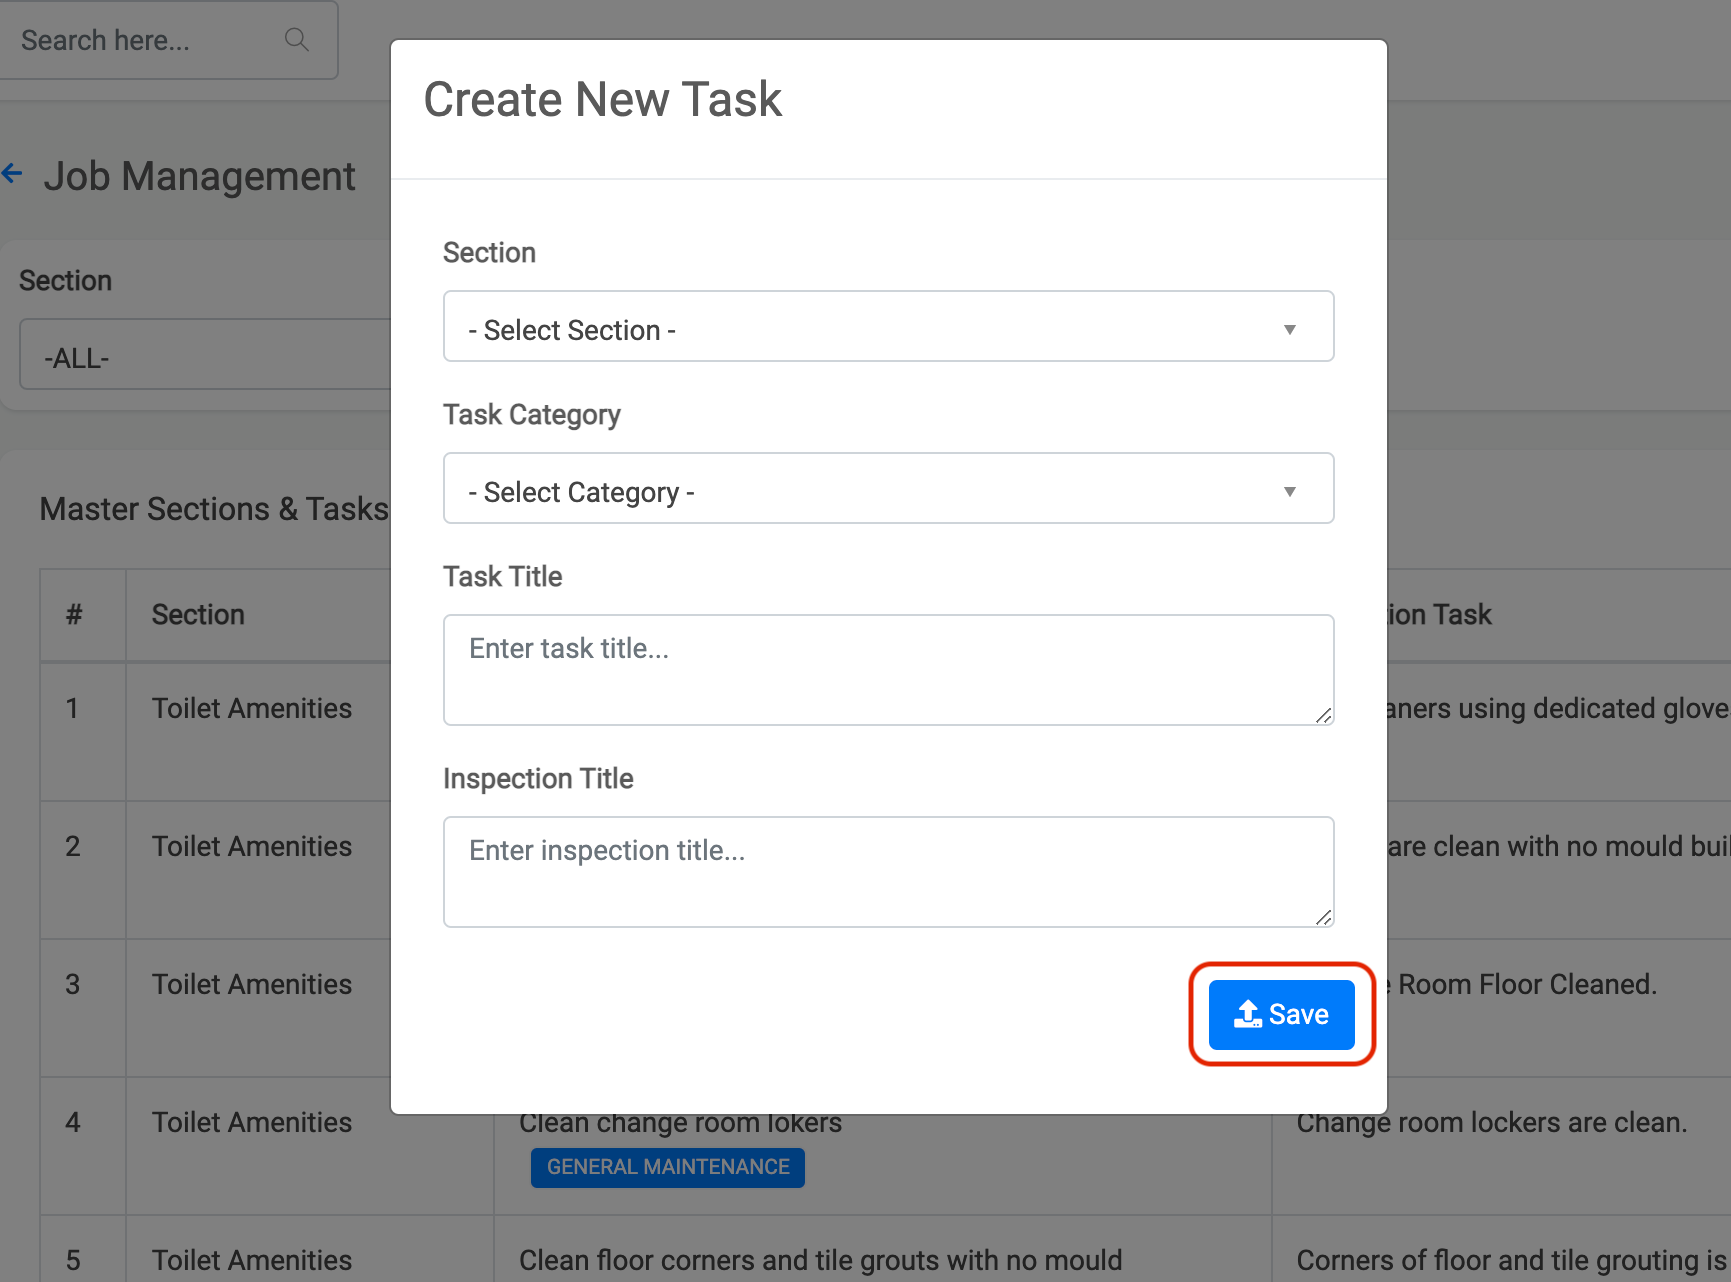 Search here...
Create New Task
Job Management
Section
Section
-ALL-
- Select Section -
Task Category
- Select Category -
Master Sections & Tasks
Task Title
Enter task title...
# Section Task
1 Toilet Amenities using dedicated
Inspection Title
2 Toilet Amenities Enter inspection title... are clean with no mould
3 Toilet Amenities Room Floor Cleaned.
Save
4 Toilet Amenities Clean change room lokers Change room lockers are clean.
GENERAL MAINTENANCE
5 Toilet Amenities Clean floor corners and tile grouts with no mould Corners of floor and tile grouting is